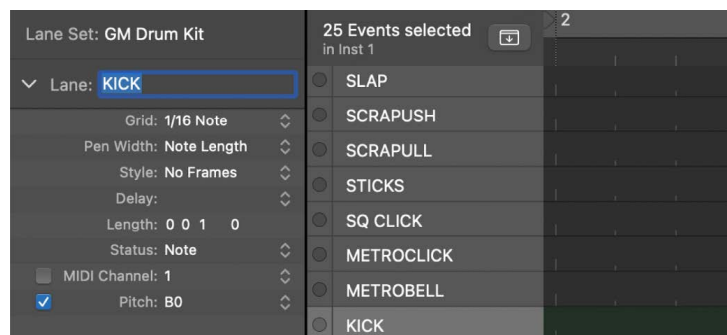 Lane Set: GM Drum Kit
Lane: KICK
Grid: 1/16 Note
Pen Width: Note Length
Style: No Frames
Delay:
Length: 0 0 1 0
Status: Note
MIDI Channel: 1
Pitch: B0
25 Events selected
in Inst 1
SLAP
SCRAPUSH
SCRAPULL
STICKS
SQ CLICK
METROCLICK
METROBELL
KICK
2